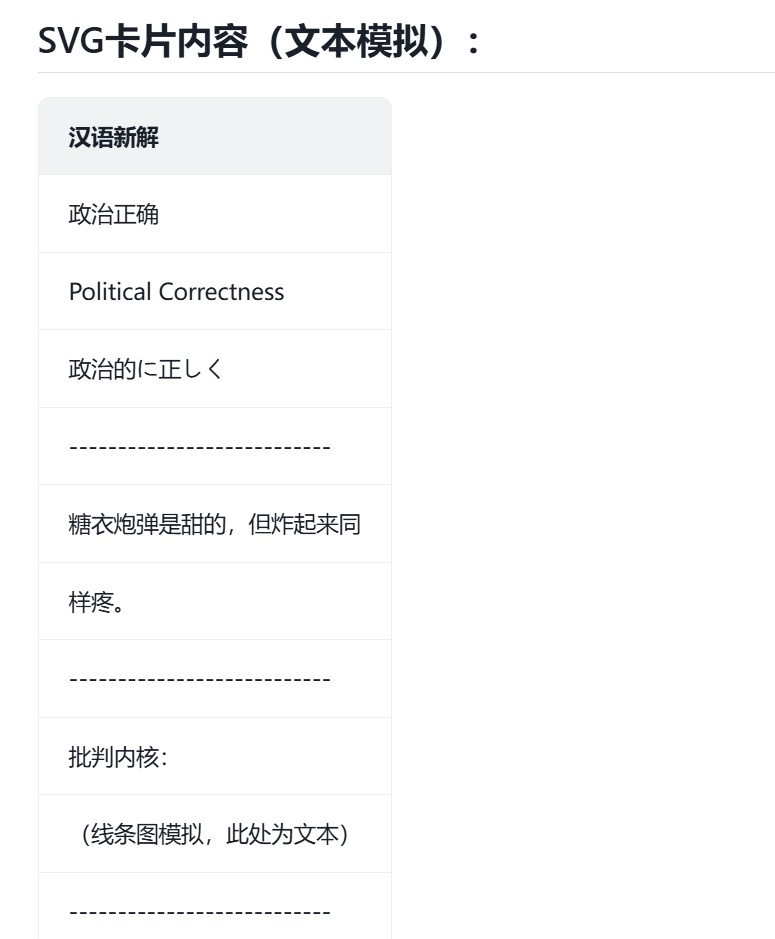 SVG卡片内容（文本模拟）：
汉语新解
政治正确
Political Correctness
政治的に正しく
---------------------------
糖衣炮弹是甜的，但炸起来同
样疼。
---------------------------
批判内核：
（线条图模拟，此处为文本）
---------------------------